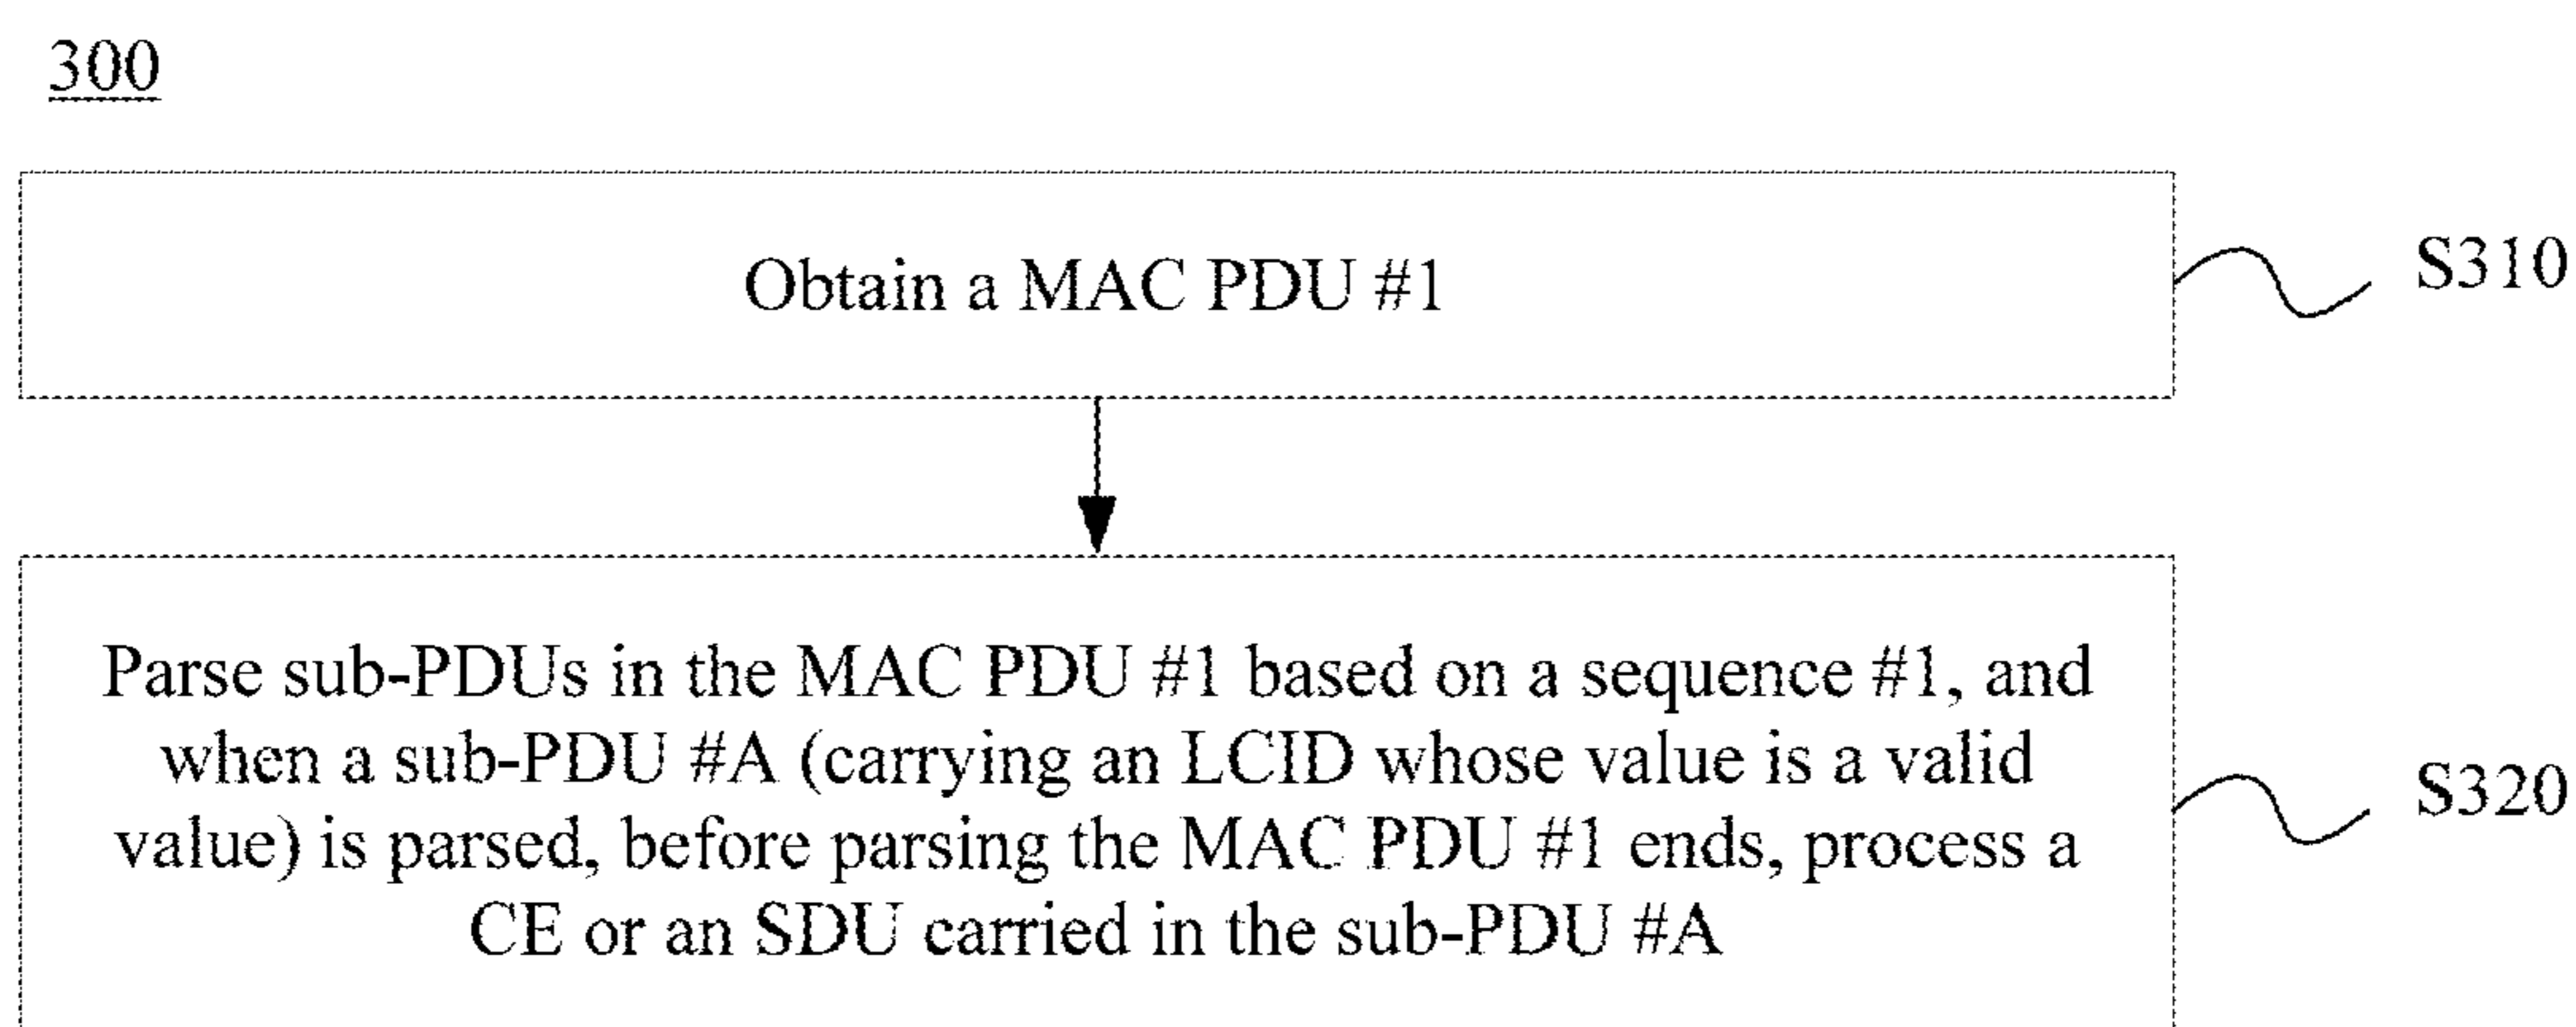 300
Obtain a MAC PDU #1
S310
Parse sub-PDUs in the MAC PDU #1 based on a sequence #1, and
when a sub-PDU #A (carrying an LCID whose value is a valid
value) is parsed, before parsing the MAC PDU #1 ends, process a
CE or an SDU carried in the sub-PDU #A
S320